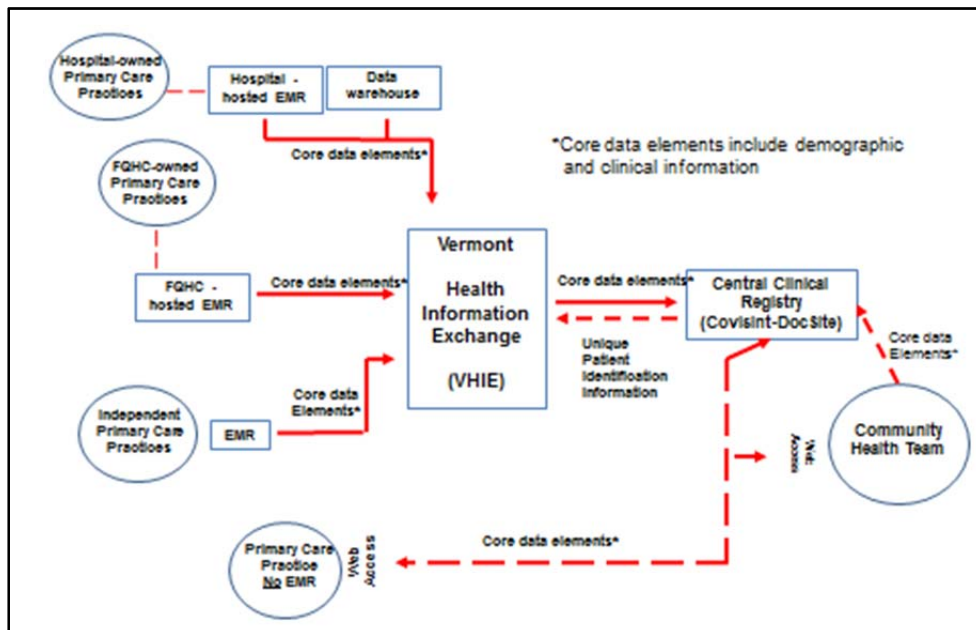 Hospital-owned
Primary Care
Practices
Hospital -
hosted EMR
Data
warehouse
Core data elements*
*Core data elements include demographic
and clinical information
FQHC-owned
Primary Care
Practices
FQHC -
hosted EMR
Core data elements*
Vermont
Health
Information
Exchange
(VHIE)
Core data elements*
Unique
Patient
Identification
Information
Central Clinical
Registry
(Covisint-DocSite)
Core data
Elements*
Independent
Primary Care
Practices
EMR
Core data
Elements*
Community
Health Team
Web
Access
Primary Care
Practice
No EMR
Web
Access
Core data elements*